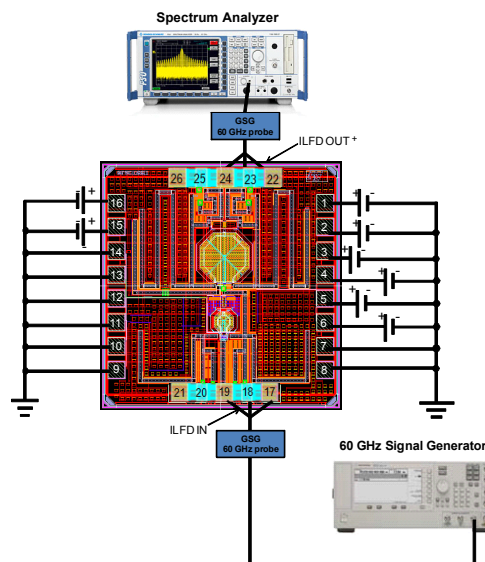 Spectrum Analyzer
FSU
GSG
60 GHz probe
ILFD OUT +
26 25 24 23 22
+ -
16
+ -
15
14
13
12
11
10
9
1
+ -
2
+ -
3
+ -
4
+ -
5
+ -
6
+ -
7
8
21 20 19 18 17
ILFD IN
GSG
60 GHz probe
60 GHz Signal Generator